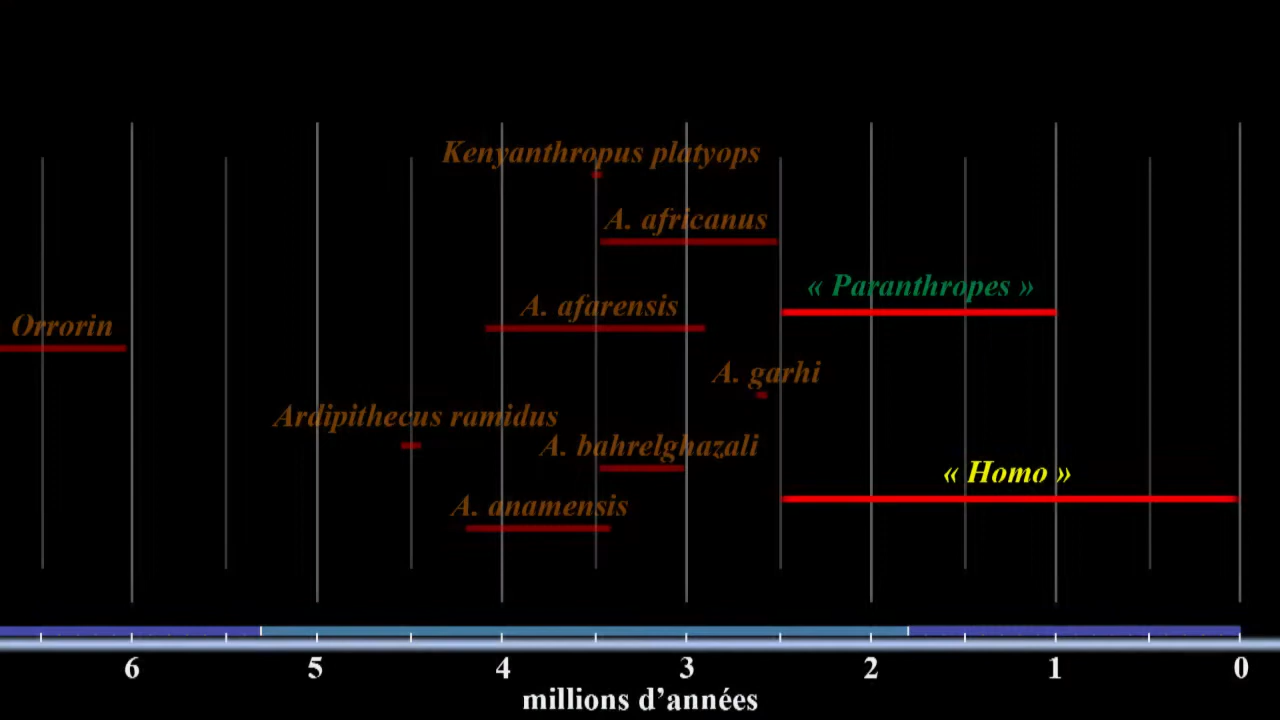 Kenyanthropus platyops
A. africanus
« Paranthropes »
A. afarensis
Orrorin
A. garhi
Ardipithecus ramidus
A. bahrelghazali
« Homo »
A. anamensis
6 5 4 3 2 1 0
millions d’années